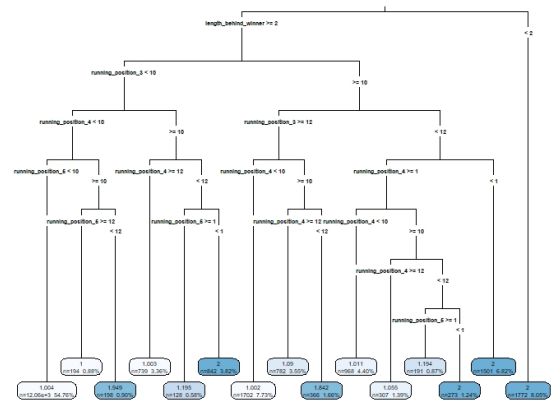 length_behind_winner >= 2
< 2
running_position_3 < 10
>= 10
running_position_4 < 10
>= 10
running_position_3 >= 12
< 12
running_position_5 < 10
>= 10
running_position_4 >= 12
< 12
running_position_4 < 10
>= 10
running_position_4 >= 1
< 1
running_position_5 >= 12
< 12
running_position_5 >= 1
< 1
running_position_4 >= 12
< 12
running_position_4 < 10
>= 10
running_position_4 >= 12
< 12
running_position_5 >= 1
< 1
1
n=194 0.88%
1.003
n=739 3.36%
2
n=842 3.82%
1.09
n=782 3.55%
1.011
n=968 4.40%
1.194
n=191 0.87%
2
n=1501 6.82%
1.004
n=12.06e+3 54.76%
1.949
n=198 0.90%
1.195
n=128 0.58%
1.002
n=1702 7.73%
1.842
n=366 1.66%
1.055
n=307 1.39%
2
n=273 1.24%
2
n=1772 8.05%